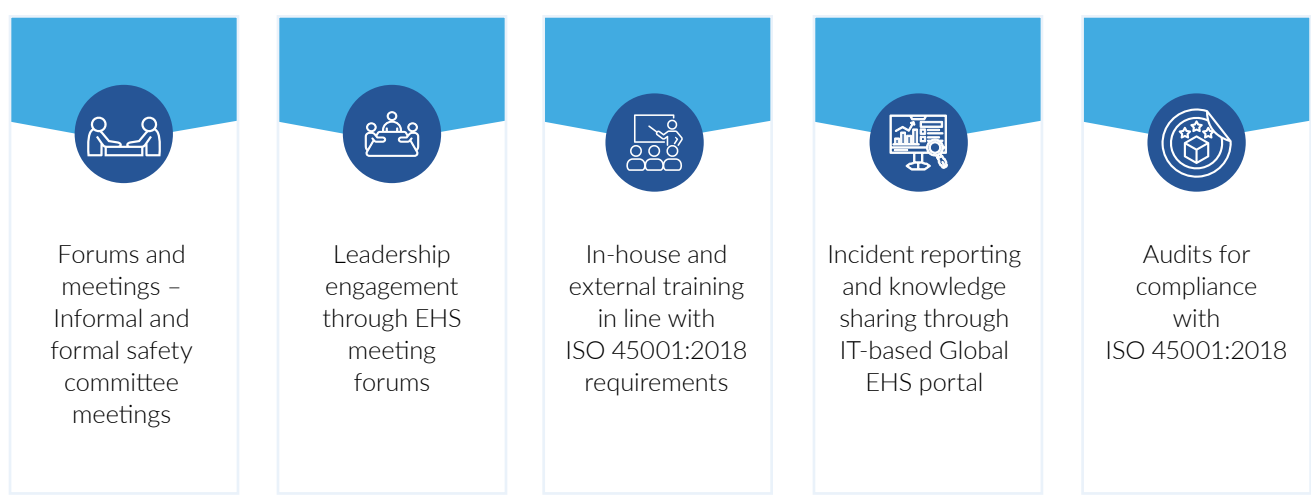 Forums and
meetings –
Informal and
formal safety
committee
meetings
Leadership
engagement
through EHS
meeting
forums
In-house and
external training
in line with
ISO 45001:2018
requirements
Incident reporting
and knowledge
sharing through
IT-based Global
EHS portal
Audits for
compliance
with
ISO 45001:2018